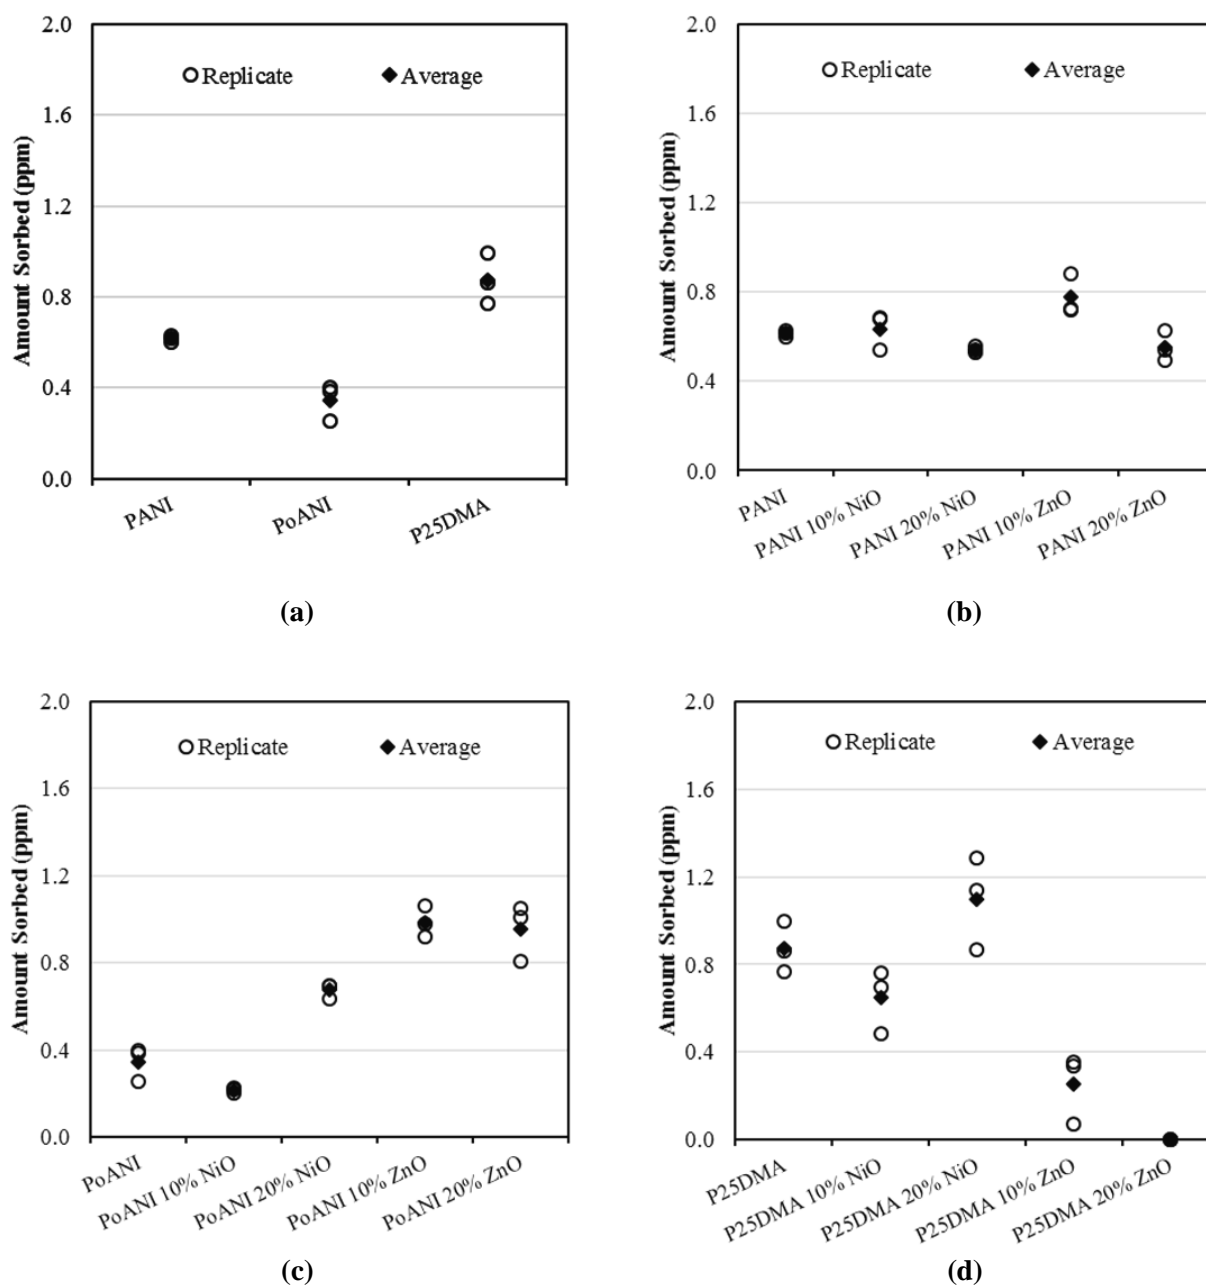 2.0
1.6
1.2
0.8
0.4
0.0
Amount Sorbed (ppm)
Replicate Average
PANI
PoANI
P25DMA
(a)
2.0
1.6
1.2
0.8
0.4
0.0
Amount Sorbed (ppm)
Replicate Average
PANI
PANI 10% NiO
PANI 20% NiO
PANI 10% ZnO
PANI 20% ZnO
(b)
2.0
1.6
1.2
0.8
0.4
0.0
Amount Sorbed (ppm)
Replicate Average
PoANI
PoANI 10% NiO
PoANI 20% NiO
PoANI 10% ZnO
PoANI 20% ZnO
(c)
2.0
1.6
1.2
0.8
0.4
0.0
Amount Sorbed (ppm)
Replicate Average
P25DMA
P25DMA 10% NiO
P25DMA 20% NiO
P25DMA 10% ZnO
P25DMA 20% ZnO
(d)